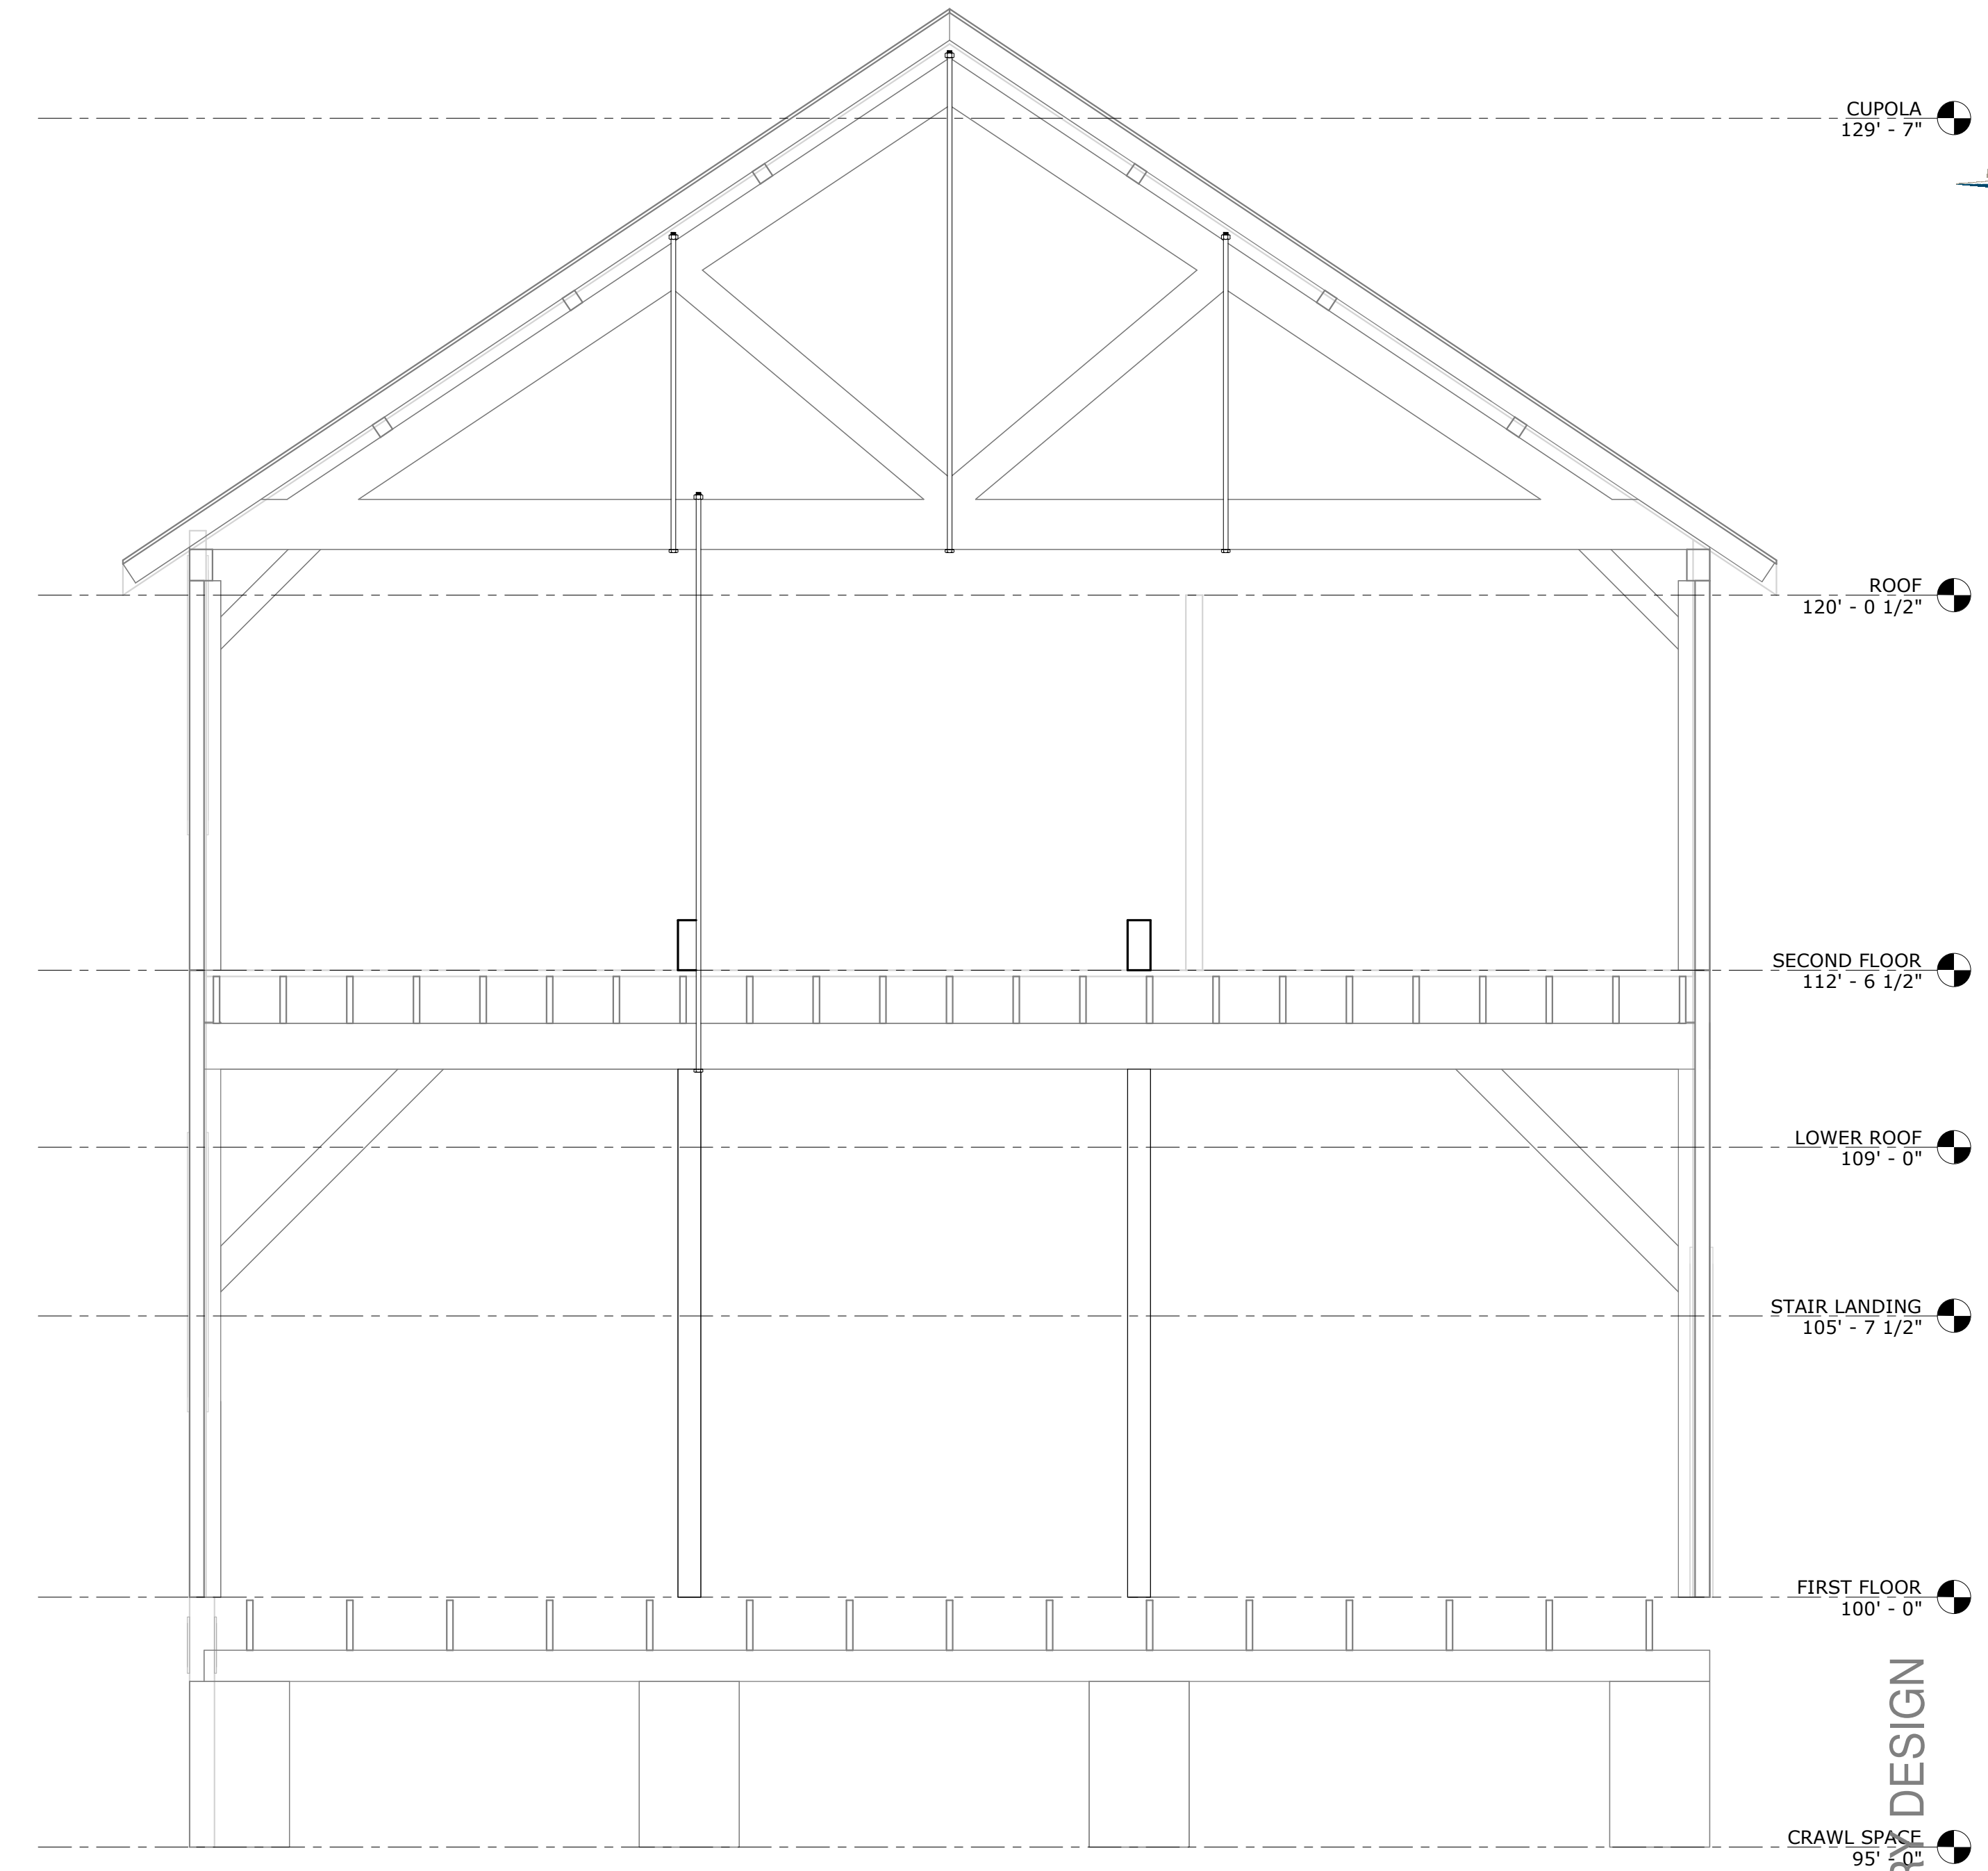 CUPOLA
129' - 7"
ROOF
120' - 0 1/2"
SECOND FLOOR
112' - 6 1/2"
LOWER ROOF
109' - 0"
STAIR LANDING
105' - 7 1/2"
FIRST FLOOR
100' - 0"
DESIGN
CRAWL SPACE
95' - 0"